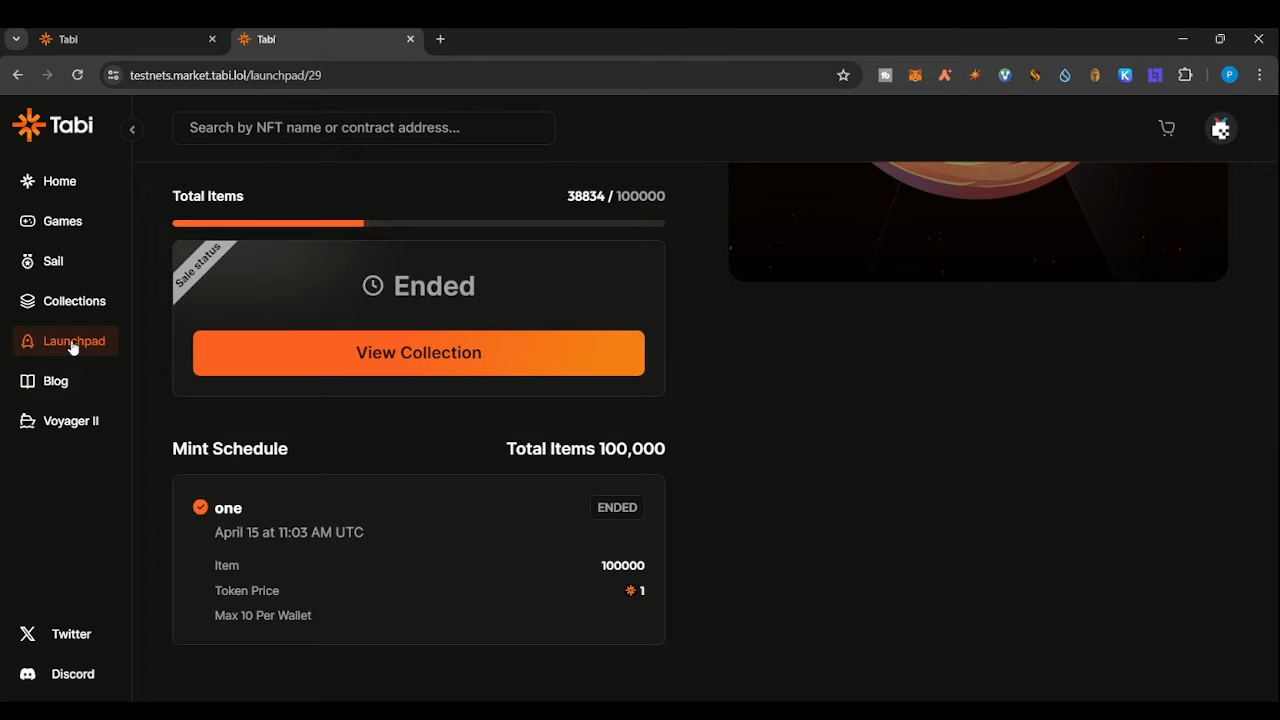 Tabi
Tabi
testnets.market.tabi.lol/launchpad/29
Tabi
Search by NFT name or contract address...
Home
Games
Sail
Collections
Launchpad
Blog
Voyager II
Twitter
Discord
Total Items 38834 / 100000
Sale status
Ended
View Collection
Mint Schedule Total Items 100,000
one ENDED
April 15 at 11:03 AM UTC
Item 100000
Token Price 1
Max 10 Per Wallet